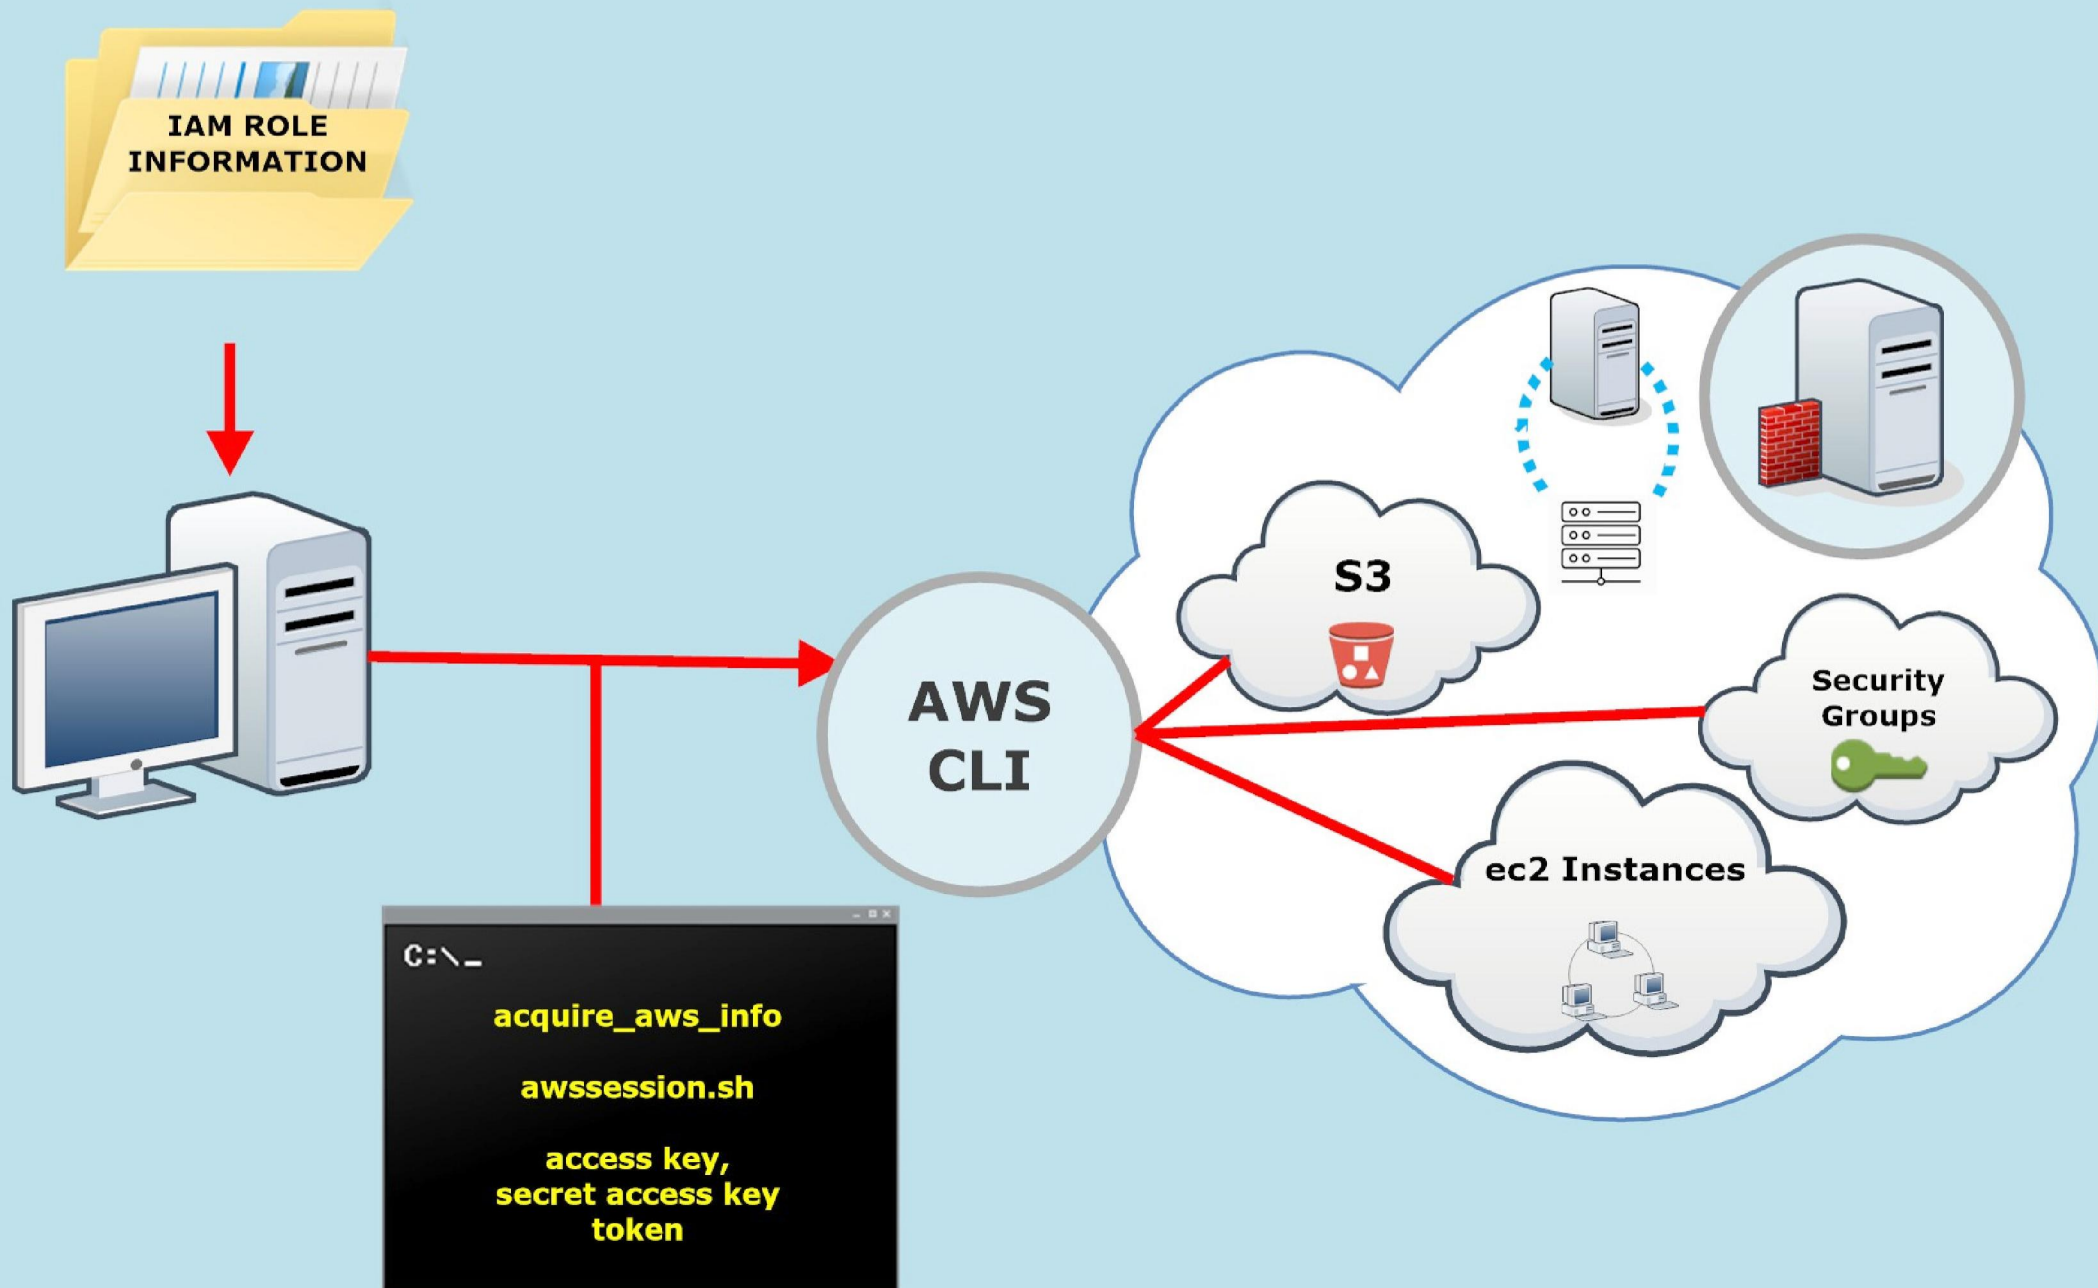 IAM ROLE
INFORMATION
S3
Security
Groups
AWS
CLI
ec2 Instances
C:\_
acquire_aws_info
awssession.sh
access key,
secret access key
token